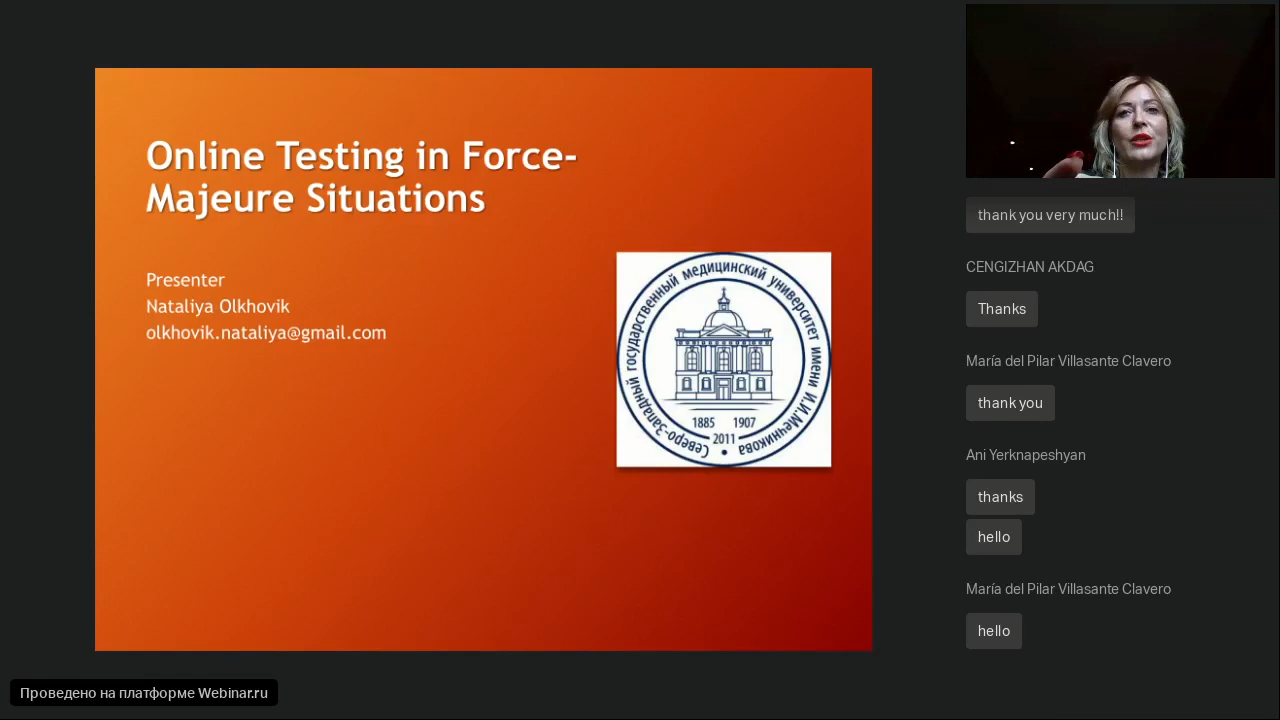 Online Testing in Force-
Majeure Situations
Presenter
Nataliya Olkhovik
olkhovik.nataliya@gmail.com
Северо-Западный государственный медицинский университет имени И.И.Мечникова
1885 1907
2011
thank you very much!!
CENGIZHAN AKDAG
Thanks
María del Pilar Villasante Clavero
thank you
Ani Yerknapeshyan
thanks
hello
María del Pilar Villasante Clavero
hello
Проведено на платформе Webinar.ru